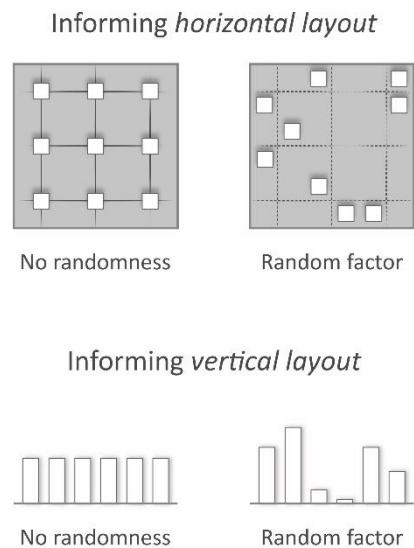 Informing horizontal layout
No randomness
Random factor
Informing vertical layout
No randomness
Random factor